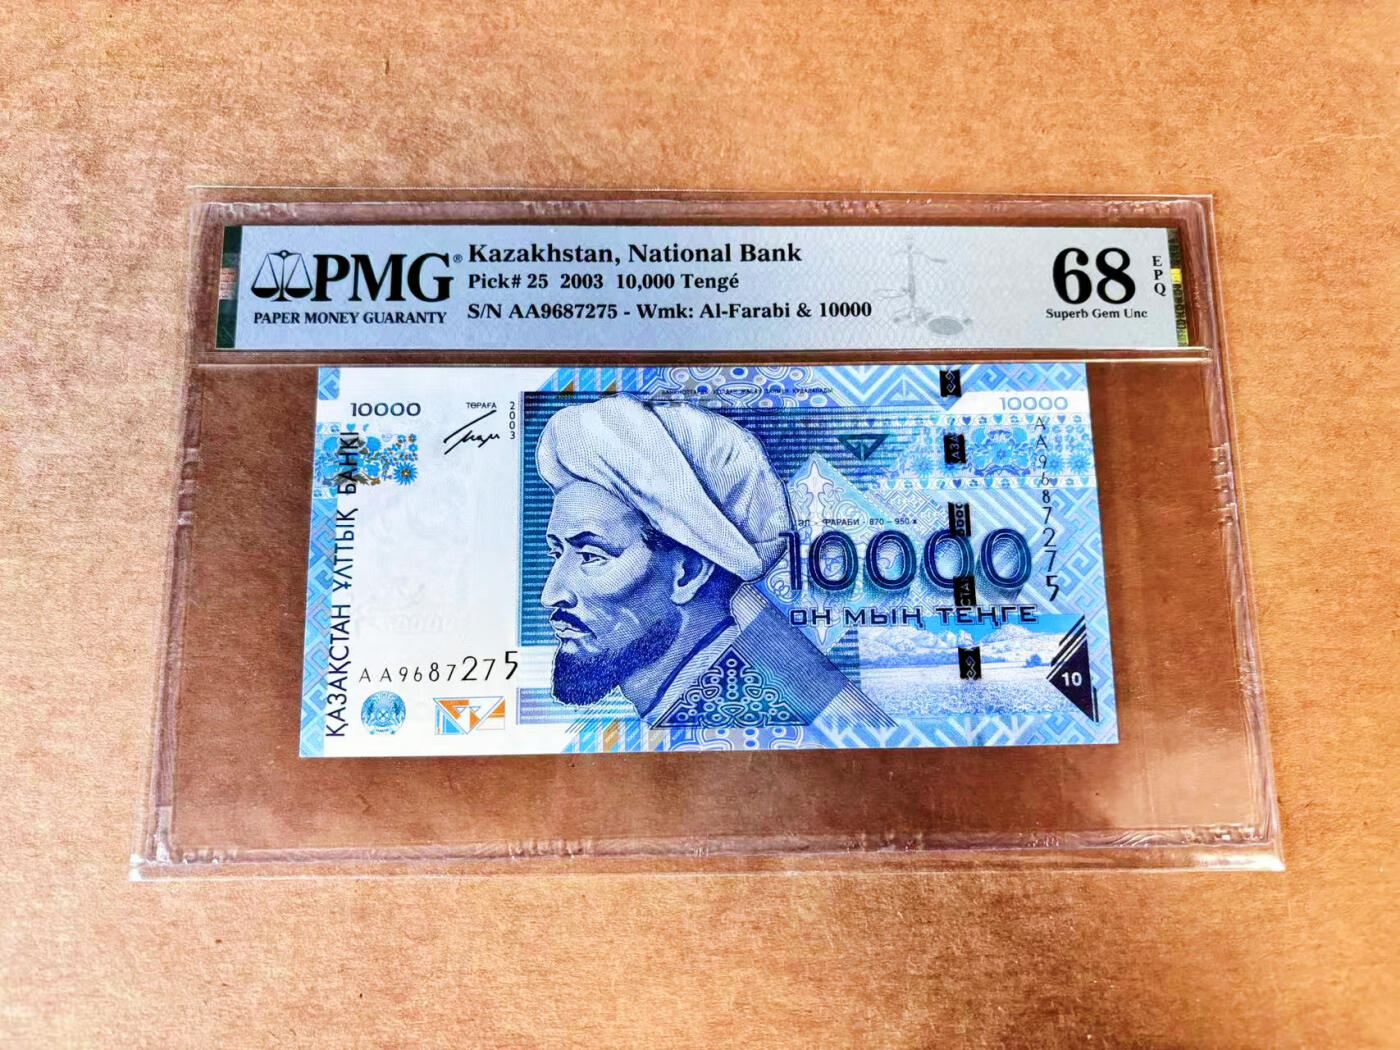 PMG®
PAPER MONEY GUARANTY
Kazakhstan, National Bank
Pick# 25 2003 10,000 Tengé
S/N AA9687275 - Wmk: Al-Farabi & 10000
68
EPQ
Superb Gem Unc
10000
ТӨРАҒА
2003
10000
AA9687275
ҚАЗАҚСТАН ҰЛТТЫҚ БАНКІ
ӘЛ - ФАРАБИ - 870 – 950 ж
10000
ОН МЫҢ ТЕҢГЕ
AA9687275
10